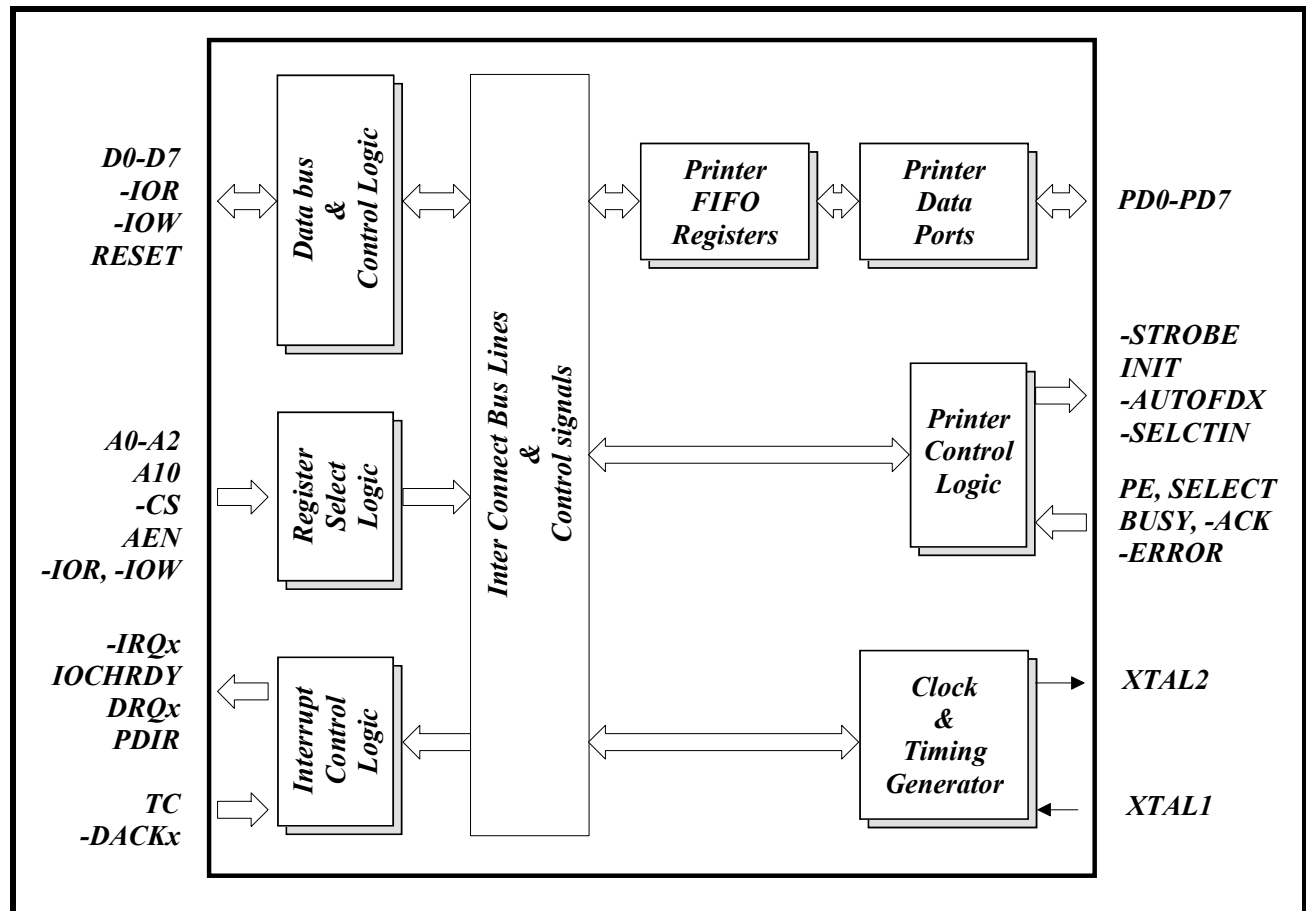 D0-D7
-IOR
-IOW
RESET
Data bus
&
Control Logic
A0-A2
A10
-CS
AEN
-IOR, -IOW
Register
Select
Logic
-IRQx
IOCHRDY
DRQx
PDIR
TC
-DACKx
Interrupt
Control
Logic
Inter Connect Bus Lines
&
Control signals
Printer
FIFO
Registers
Printer
Data
Ports
PD0-PD7
Printer
Control
Logic
-STROBE
INIT
-AUTOFDX
-SELCTIN
PE, SELECT
BUSY, -ACK
-ERROR
Clock
&
Timing
Generator
XTAL2
XTAL1